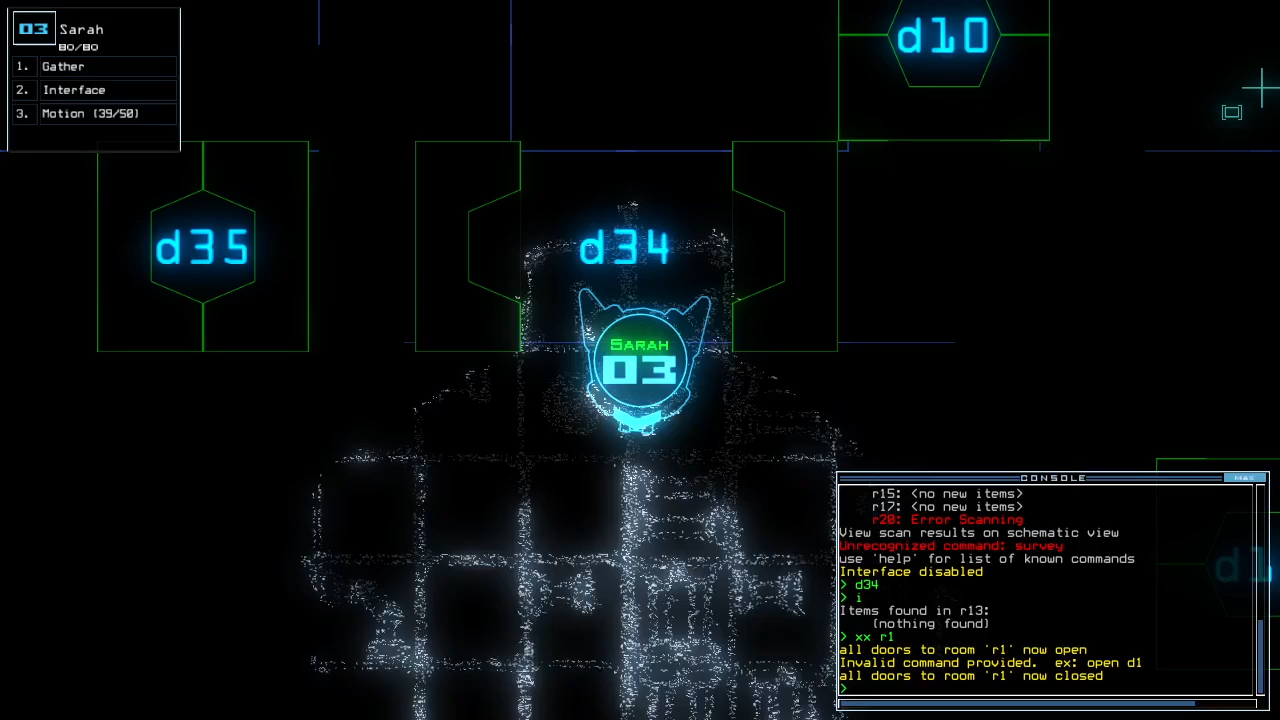 03 Sarah
80/80
1. Gather
2. Interface
3. Motion (39/50)
d10
d35
d34
Sarah
03
CONSOLE
MAX
r15: <no new items>
r17: <no new items>
r20: Error Scanning
View scan results on schematic view
Unrecognized command: survey
use 'help' for list of known commands
Interface disabled
> d34
> i
Items found in r13:
(nothing found)
> xx r1
all doors to room 'r1' now open
Invalid command provided.  ex: open d1
all doors to room 'r1' now closed
>